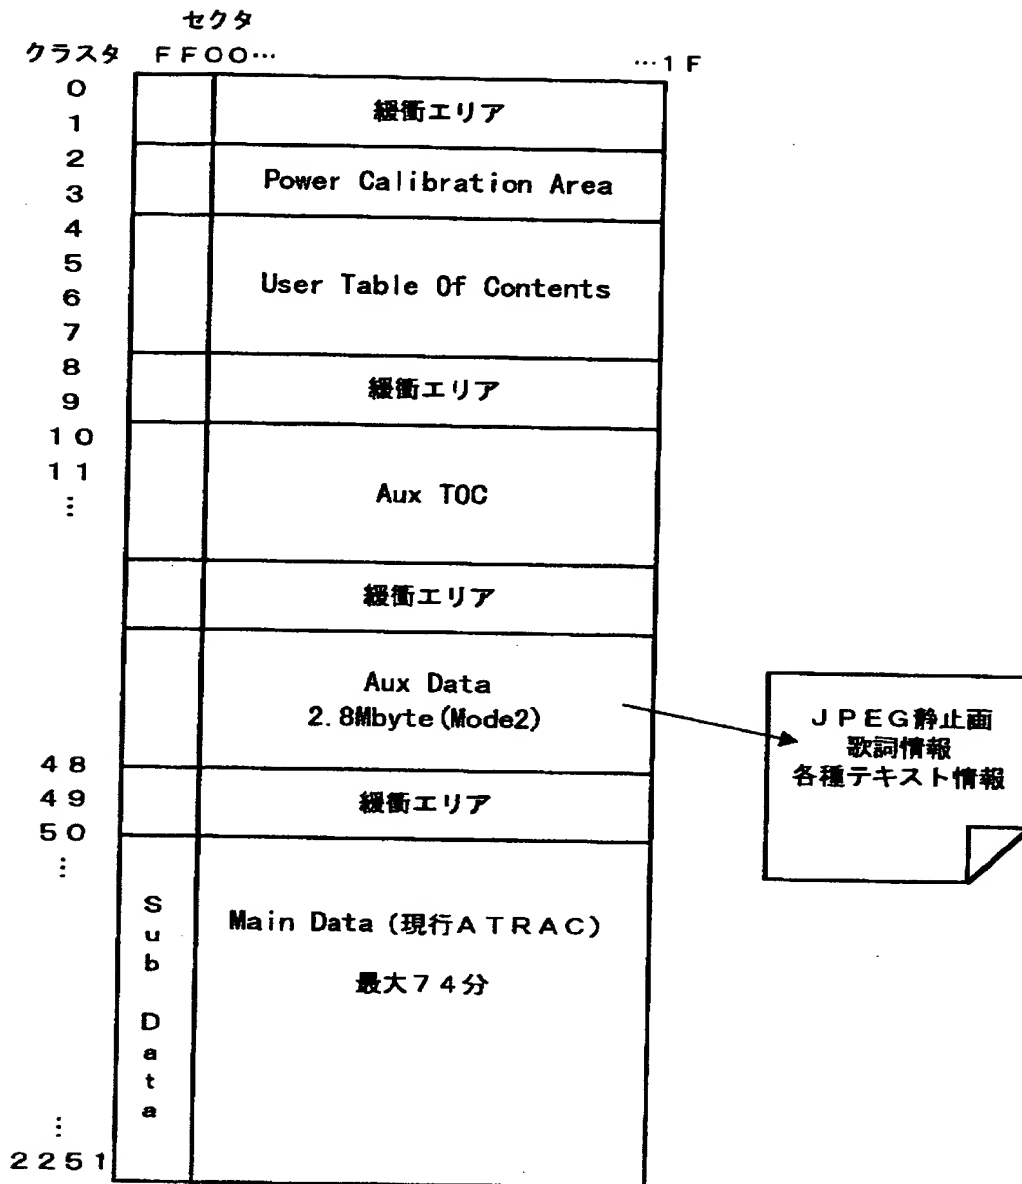 セクタ
クラスタ ＦＦ００… …１Ｆ
０
１
緩衝エリア
２
３
Power Calibration Area
４
５
６
７
User Table Of Contents
８
９
緩衝エリア
１０
１１
…
Aux TOC
緩衝エリア
Aux Data
2.8Mbyte(Mode2)
ＪＰＥＧ静止画
歌詞情報
各種テキスト情報
４８
４９
緩衝エリア
５０
…
Sub Data
Main Data (現行ＡＴＲＡＣ)
最大７４分
…
２２５１